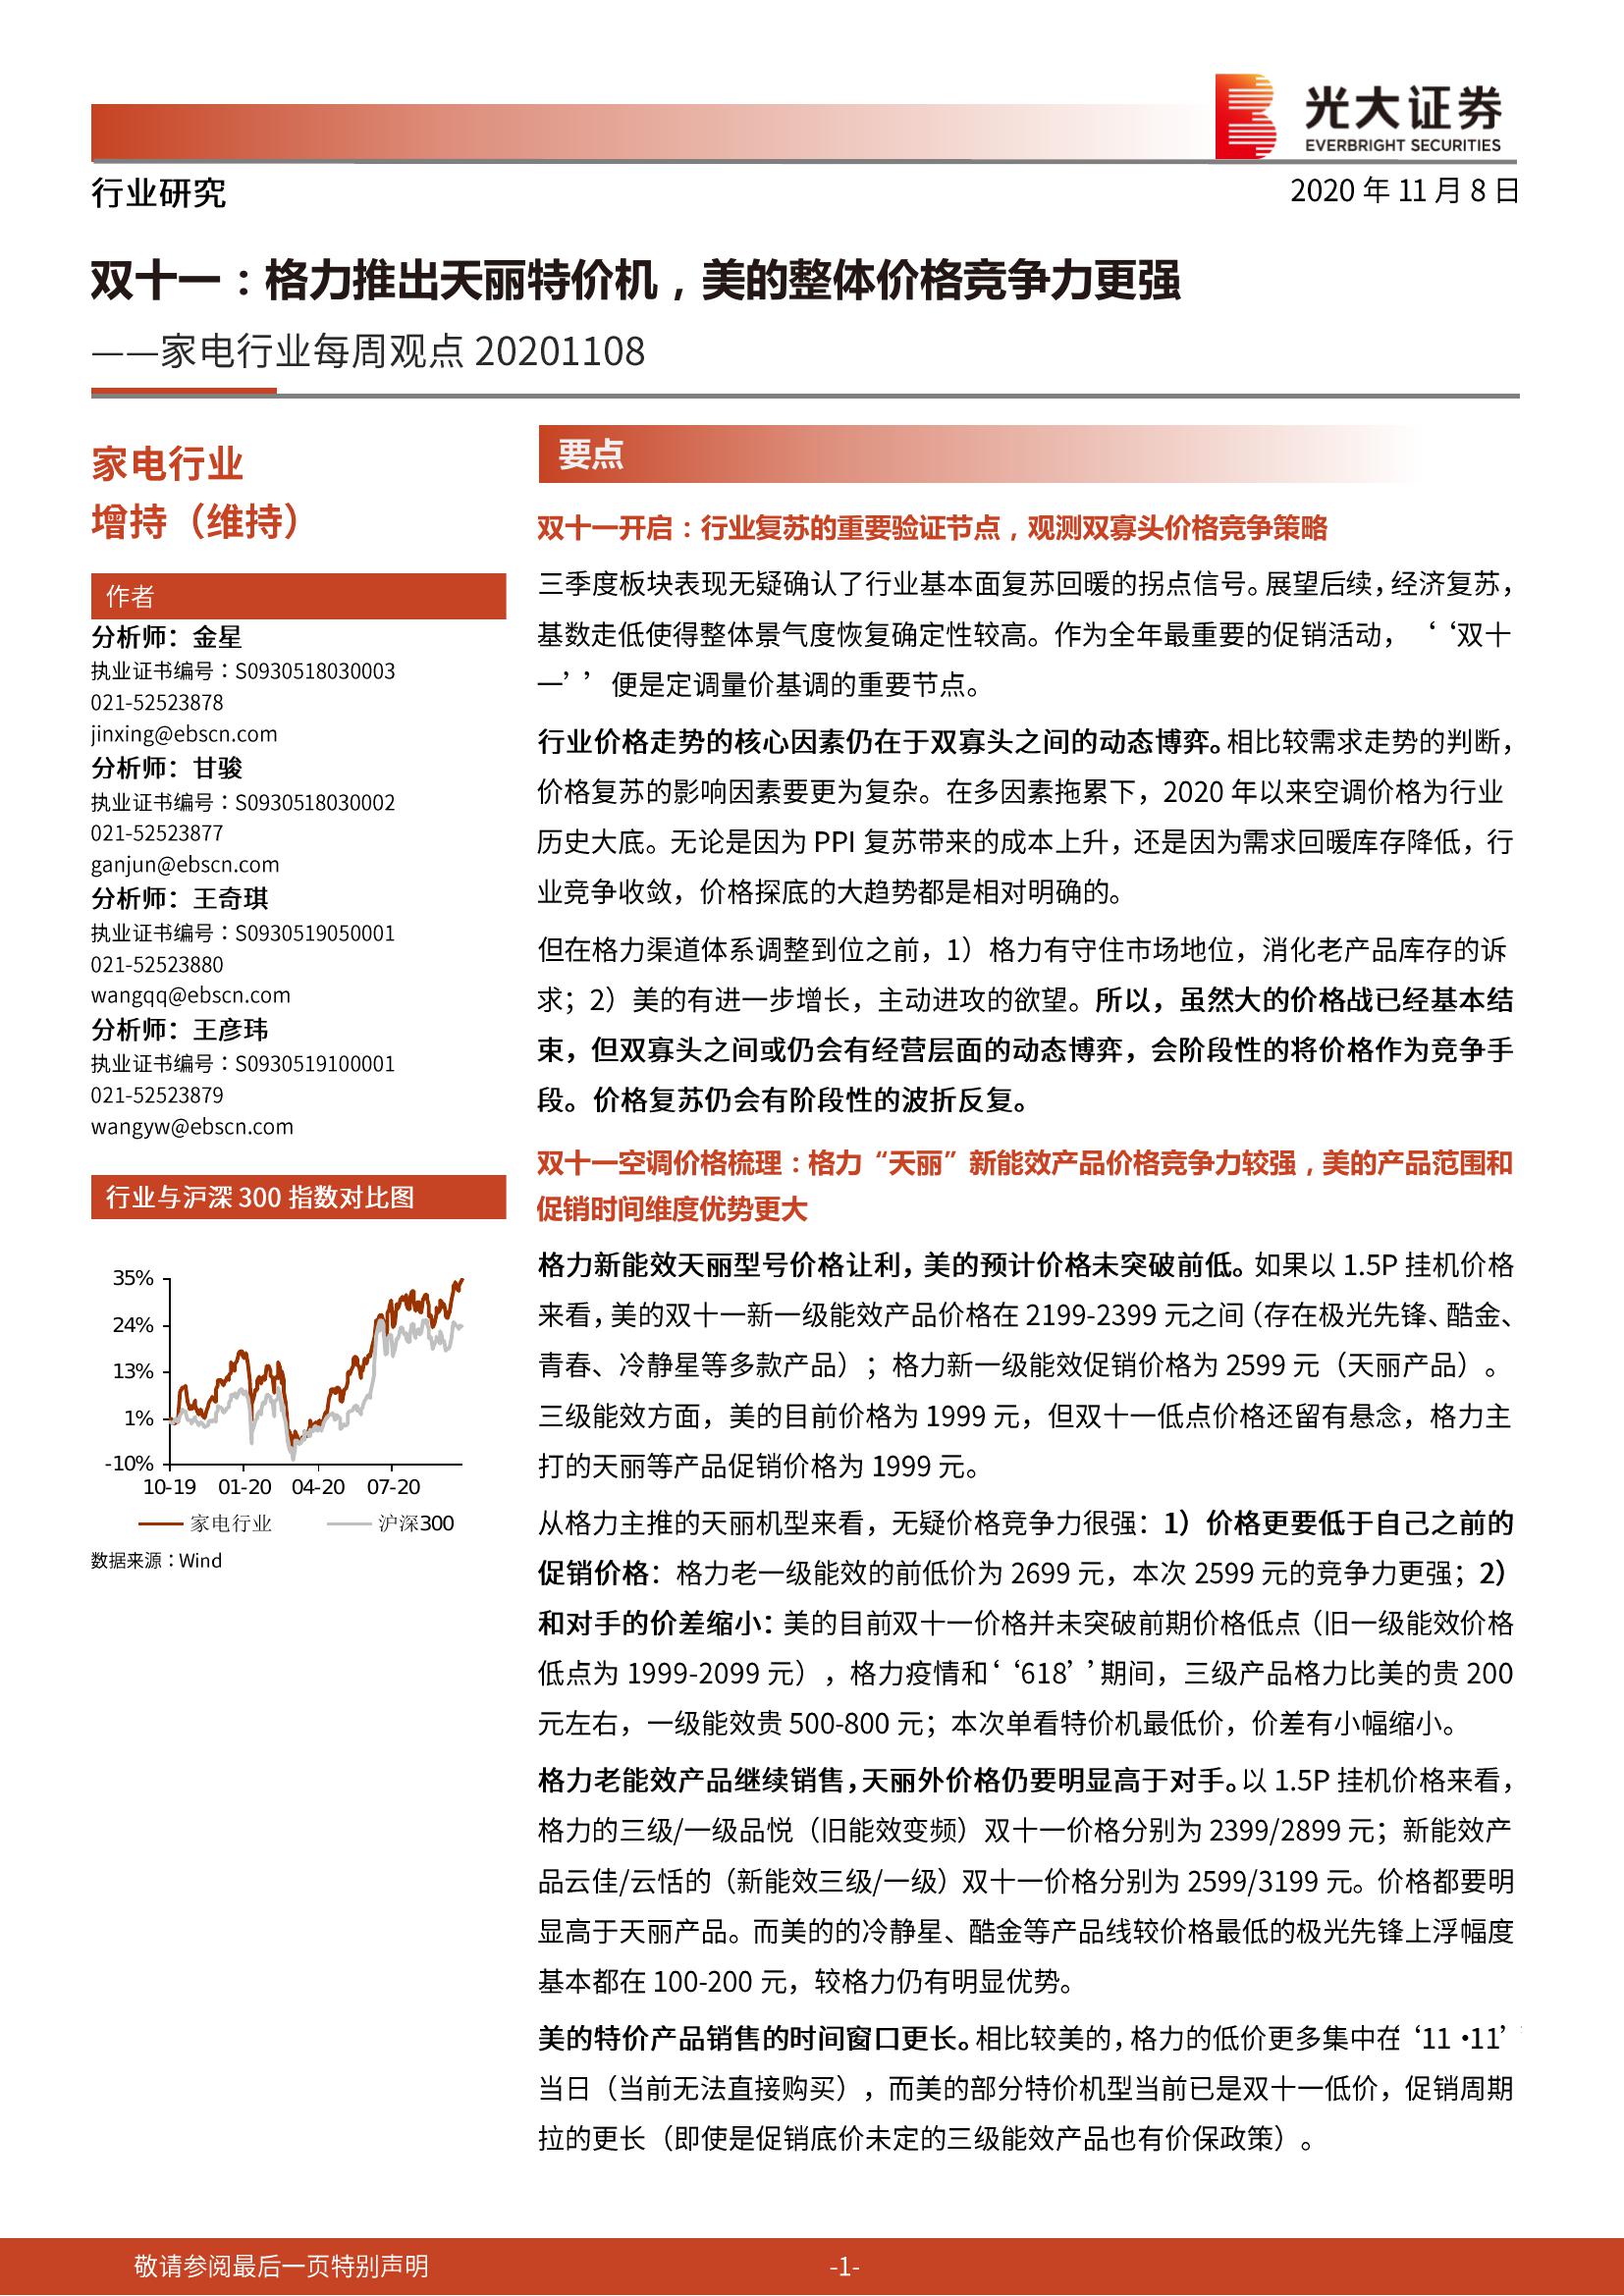 光大证券
EVERBRIGHT SECURITIES
行业研究
2020 年 11 月 8 日
双十一：格力推出天丽特价机，美的整体价格竞争力更强
——家电行业每周观点 20201108
家电行业
增持（维持）
作者
分析师：金星
执业证书编号：S0930518030003
021-52523878
jinxing@ebscn.com
分析师：甘骏
执业证书编号：S0930518030002
021-52523877
ganjun@ebscn.com
分析师：王奇琪
执业证书编号：S0930519050001
021-52523880
wangqq@ebscn.com
分析师：王彦玮
执业证书编号：S0930519100001
021-52523879
wangyw@ebscn.com
行业与沪深 300 指数对比图
35%
24%
13%
1%
-10%
10-19 01-20 04-20 07-20
家电行业 沪深300
数据来源：Wind
要点
双十一开启：行业复苏的重要验证节点，观测双寡头价格竞争策略
三季度板块表现无疑确认了行业基本面复苏回暖的拐点信号。展望后续，经济复苏，
基数走低使得整体景气度恢复确定性较高。作为全年最重要的促销活动，‘‘双十
一’’便是定调量价基调的重要节点。
行业价格走势的核心因素仍在于双寡头之间的动态博弈。相比较需求走势的判断，
价格复苏的影响因素要更为复杂。在多因素拖累下，2020 年以来空调价格为行业
历史大底。无论是因为 PPI 复苏带来的成本上升，还是因为需求回暖库存降低，行
业竞争收敛，价格探底的大趋势都是相对明确的。
但在格力渠道体系调整到位之前，1）格力有守住市场地位，消化老产品库存的诉
求；2）美的有进一步增长，主动进攻的欲望。所以，虽然大的价格战已经基本结
束，但双寡头之间或仍会有经营层面的动态博弈，会阶段性的将价格作为竞争手
段。价格复苏仍会有阶段性的波折反复。
双十一空调价格梳理：格力“天丽”新能效产品价格竞争力较强，美的产品范围和
促销时间维度优势更大
格力新能效天丽型号价格让利，美的预计价格未突破前低。如果以 1.5P 挂机价格
来看，美的双十一新一级能效产品价格在 2199-2399 元之间（存在极光先锋、酷金、
青春、冷静星等多款产品）；格力新一级能效促销价格为 2599 元（天丽产品）。
三级能效方面，美的目前价格为 1999 元，但双十一低点价格还留有悬念，格力主
打的天丽等产品促销价格为 1999 元。
从格力主推的天丽机型来看，无疑价格竞争力很强：1）价格更要低于自己之前的
促销价格：格力老一级能效的前低价为 2699 元，本次 2599 元的竞争力更强；2）
和对手的价差缩小：美的目前双十一价格并未突破前期价格低点（旧一级能效价格
低点为 1999-2099 元），格力疫情和‘‘618’’期间，三级产品格力比美的贵 200
元左右，一级能效贵 500-800 元；本次单看特价机最低价，价差有小幅缩小。
格力老能效产品继续销售，天丽外价格仍要明显高于对手。以 1.5P 挂机价格来看，
格力的三级/一级品悦（旧能效变频）双十一价格分别为 2399/2899 元；新能效产
品云佳/云恬的（新能效三级/一级）双十一价格分别为 2599/3199 元。价格都要明
显高于天丽产品。而美的的冷静星、酷金等产品线较价格最低的极光先锋上浮幅度
基本都在 100-200 元，较格力仍有明显优势。
美的特价产品销售的时间窗口更长。相比较美的，格力的低价更多集中在‘11·11’
当日（当前无法直接购买），而美的部分特价机型当前已是双十一低价，促销周期
拉的更长（即使是促销底价未定的三级能效产品也有价保政策）。
敬请参阅最后一页特别声明
-1-